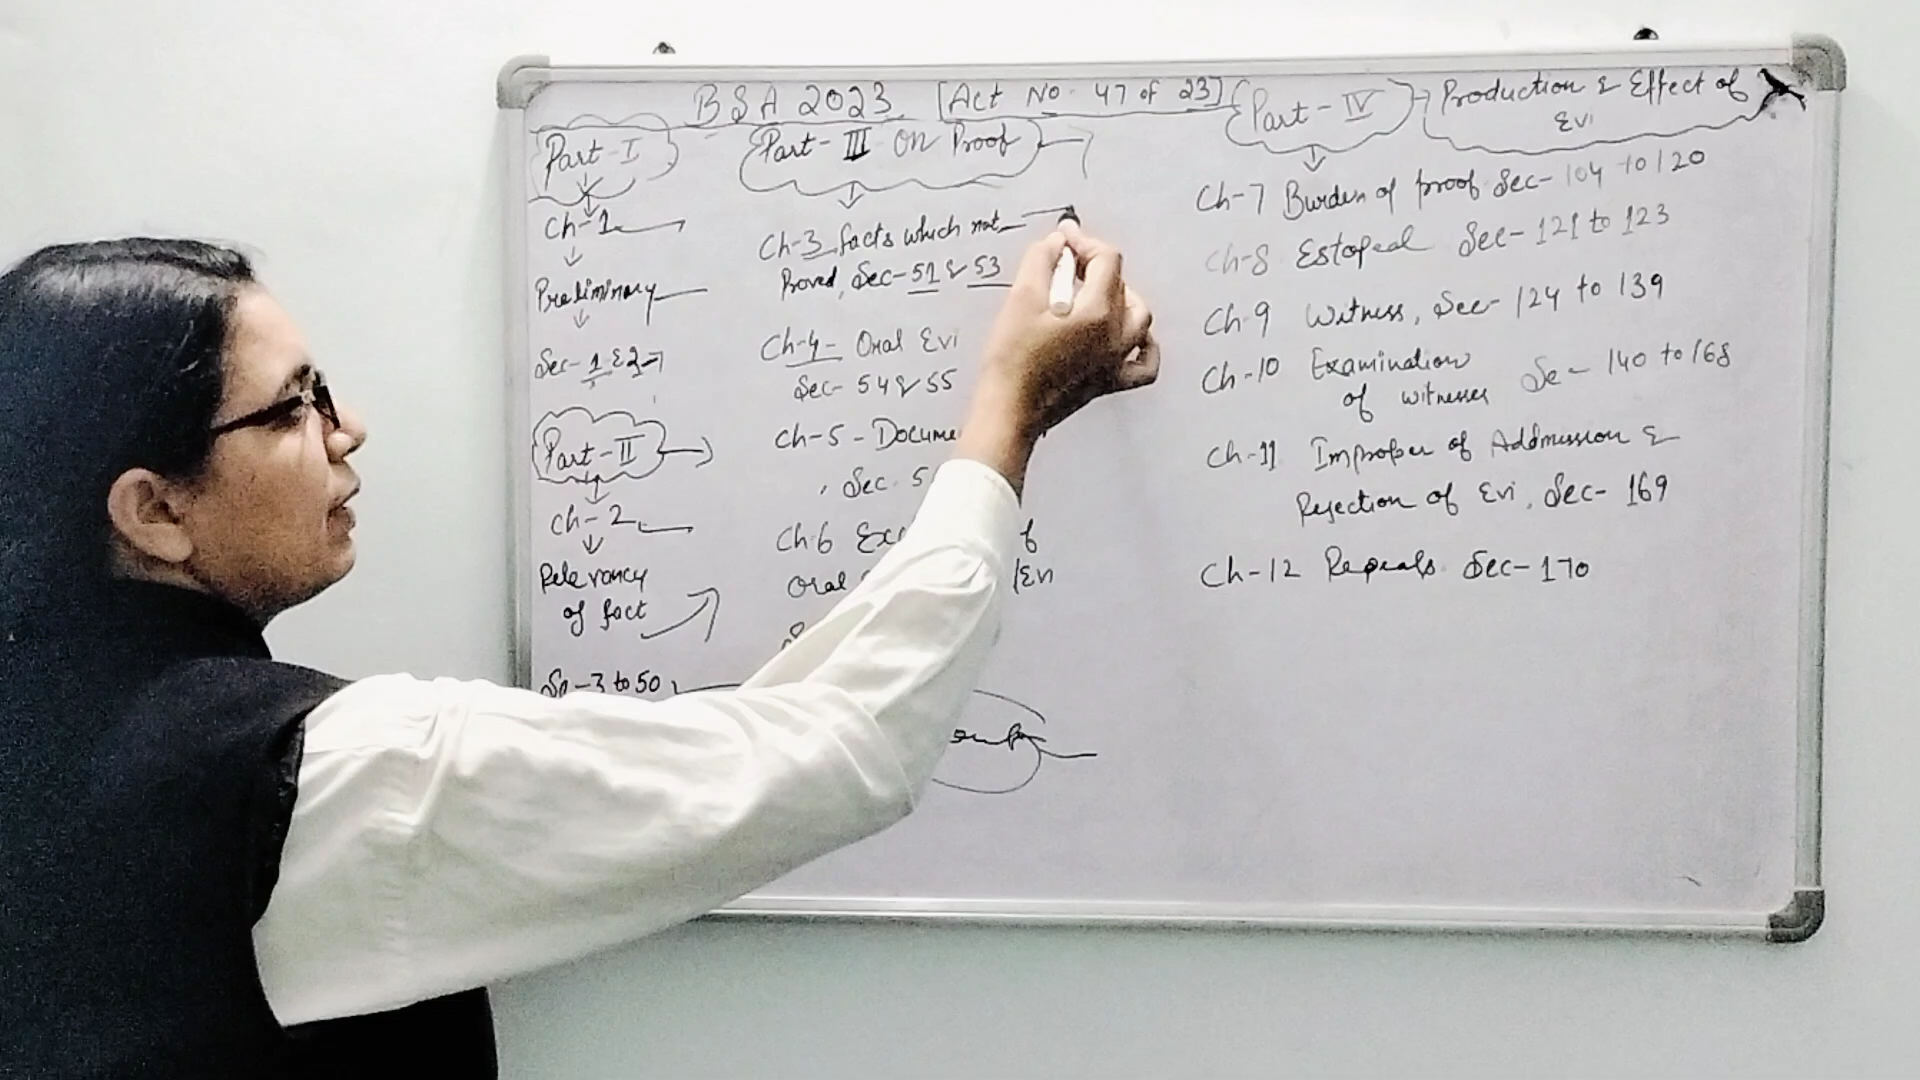 BSA 2023 [Act No. 47 of 23]
Part-I
Ch-1
Preliminary
Sec-1 & 2
Part-II
Ch-2
Relevancy
of fact
Se-3 to 50
Part-III On Proof
Ch-3 facts which not
Proved, Sec-51 & 53
Ch-4- Oral Evi
Sec- 54 & 55
Ch-5-
, Sec. 5
Ch-6
Oral /Evi
Part-IV Production & Effect of
Evi
Ch-7 Burden of proof Sec-104 to 120
Ch-8 Estopeal Sec-121 to 123
Ch-9 Witness, Sec-124 to 139
Ch-10 Examination Se- 140 to 168
of witnesses
Ch-11 Improper of Addmission &
Rejection of Evi, Sec-169
Ch-12 Repeals Sec-170